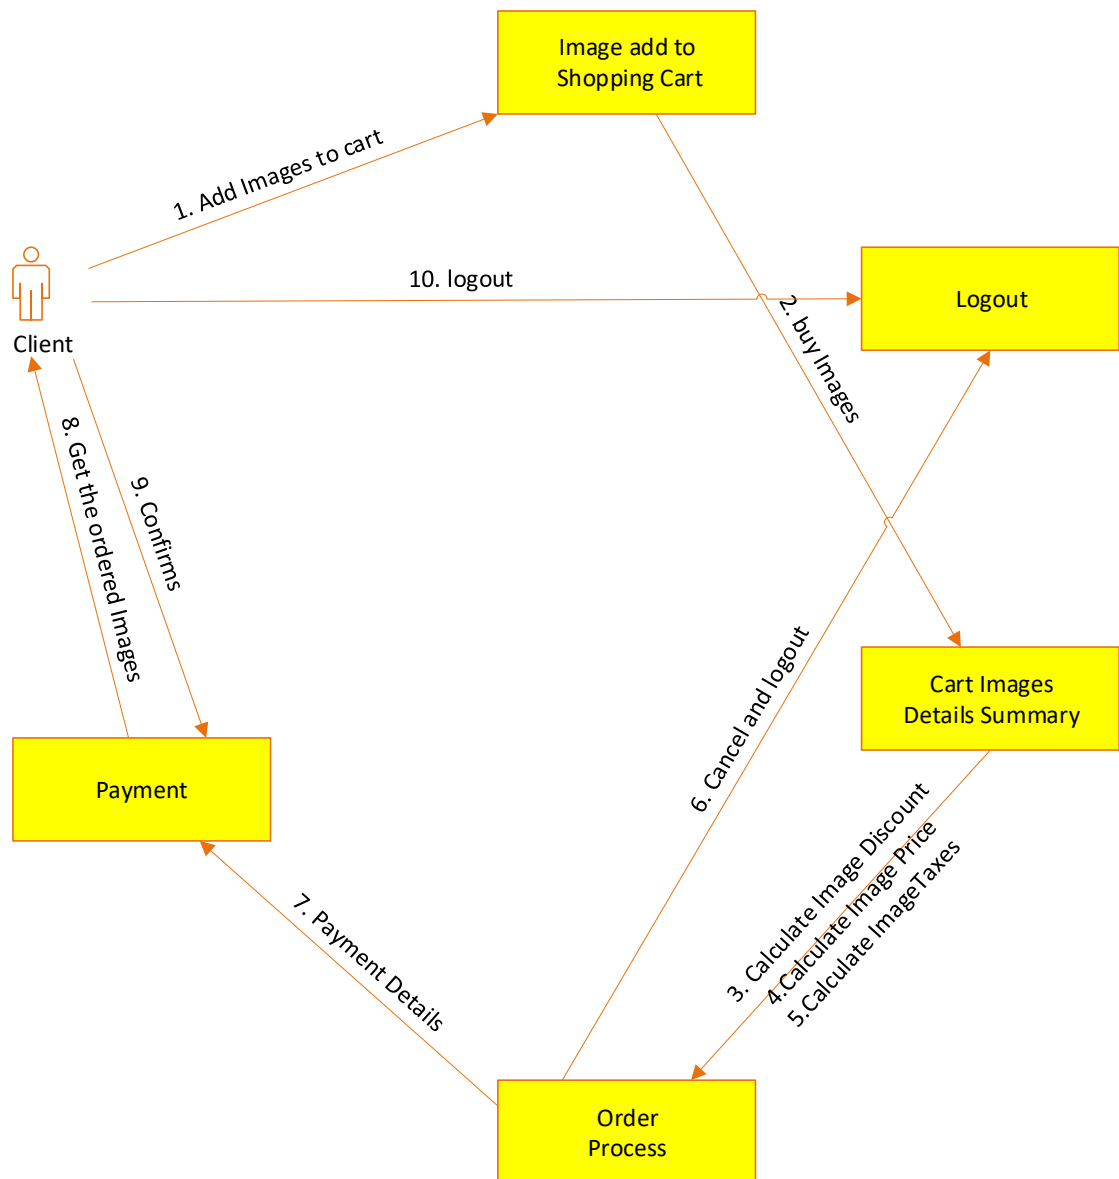 Image add to
Shopping Cart
1. Add Images to cart
10. logout
Logout
Client
2. buy Images
8. Get the ordered Images
9. Confirms
Cart Images
Details Summary
6. Cancel and logout
Payment
3. Calculate Image Discount
4.Calculate Image Price
5.Calculate ImageTaxes
7. Payment Details
Order
Process